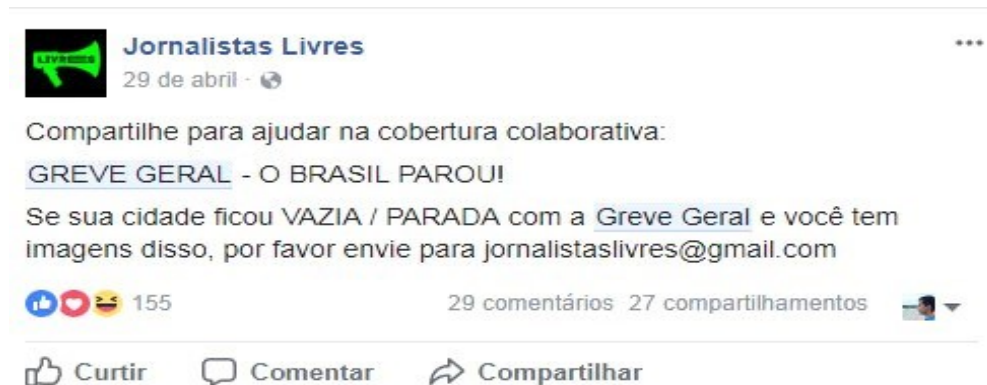 LIVRES
Jornalistas Livres
29 de abril ·
Compartilhe para ajudar na cobertura colaborativa:
GREVE GERAL - O BRASIL PAROU!
Se sua cidade ficou VAZIA / PARADA com a Greve Geral e você tem
imagens disso, por favor envie para jornalistaslivres@gmail.com
155 29 comentários 27 compartilhamentos
Curtir Comentar Compartilhar